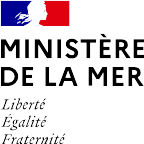 MINISTÈRE
DE LA MER
Liberté
Égalité
Fraternité